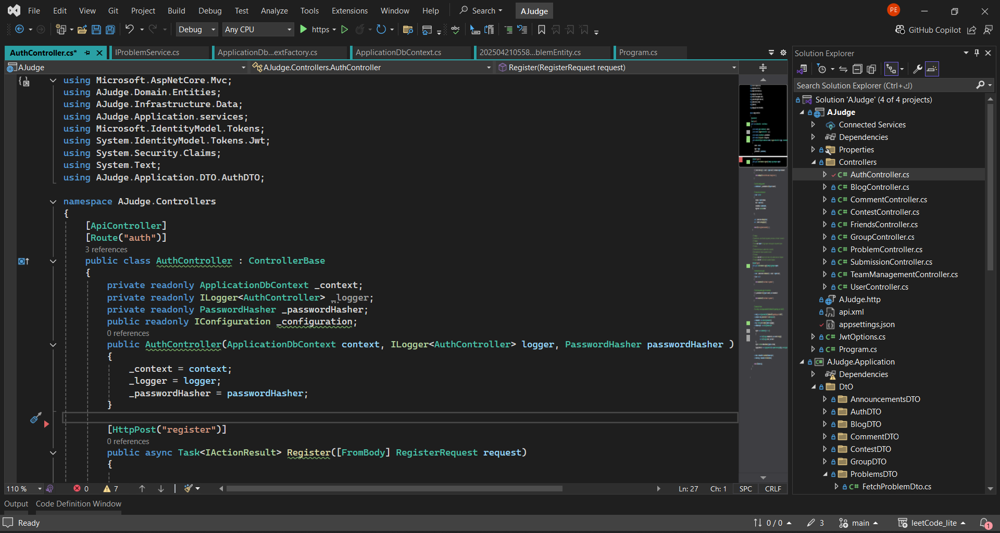 File Edit View Git Project Build Debug Test Analyze Tools Extensions Window Help Search AJudge PE
Debug Any CPU https GitHub Copilot
AuthController.cs* IProblemService.cs ApplicationDb...extFactory.cs ApplicationDbContext.cs 202504210558...blemEntity.cs Program.cs
AJudge AJudge.Controllers.AuthController Register(RegisterRequest request)
using Microsoft.AspNetCore.Mvc;
using AJudge.Domain.Entities;
using AJudge.Infrastructure.Data;
using AJudge.Application.services;
using Microsoft.IdentityModel.Tokens;
using System.IdentityModel.Tokens.Jwt;
using System.Security.Claims;
using System.Text;
using AJudge.Application.DTO.AuthDTO;
namespace AJudge.Controllers
{
[ApiController]
[Route("auth")]
3 references
public class AuthController : ControllerBase
{
private readonly ApplicationDbContext _context;
private readonly ILogger<AuthController> _logger;
private readonly PasswordHasher _passwordHasher;
public readonly IConfiguration _configuration;
0 references
public AuthController(ApplicationDbContext context, ILogger<AuthController> logger, PasswordHasher passwordHasher )
{
_context = context;
_logger = logger;
_passwordHasher = passwordHasher;
}
[HttpPost("register")]
0 references
public async Task<IActionResult> Register([FromBody] RegisterRequest request)
{
110 % 0 7 Ln: 27 Ch: 1 SPC CRLF
Solution Explorer
Search Solution Explorer (Ctrl+ك)
Solution 'AJudge' (4 of 4 projects)
AJudge
Connected Services
Dependencies
Properties
Controllers
C# AuthController.cs
C# BlogController.cs
C# CommentController.cs
C# ContestController.cs
C# FriendsController.cs
C# GroupController.cs
C# ProblemController.cs
C# SubmissionController.cs
C# TeamManagementController.cs
C# UserController.cs
AJudge.http
api.xml
appsettings.json
C# JwtOptions.cs
C# Program.cs
C# AJudge.Application
Dependencies
DtO
AnnouncementsDTO
AuthDTO
BlogDTO
CommentDTO
ContestDTO
GroupDTO
ProblemsDTO
C# FetchProblemDto.cs
Output Code Definition Window
Ready 0 / 0 3 main leetCode_lite 1